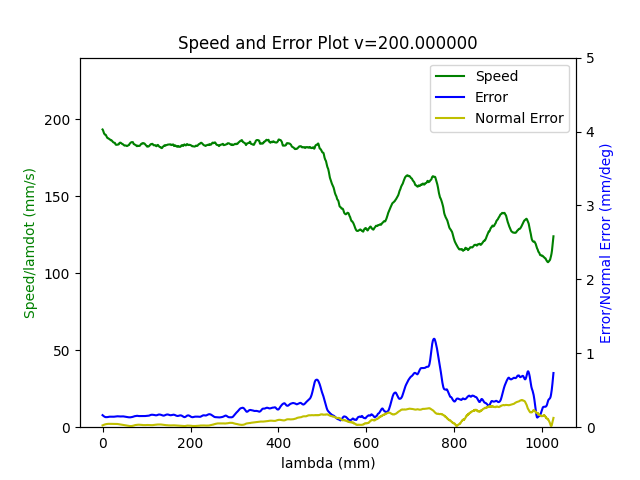 Speed and Error Plot v=200.000000
Speed
Error
Normal Error
Speed/lamdot (mm/s)
200
150
100
50
0
5
4
3
2
1
0
Error/Normal Error (mm/deg)
0 200 400 600 800 1000
lambda (mm)